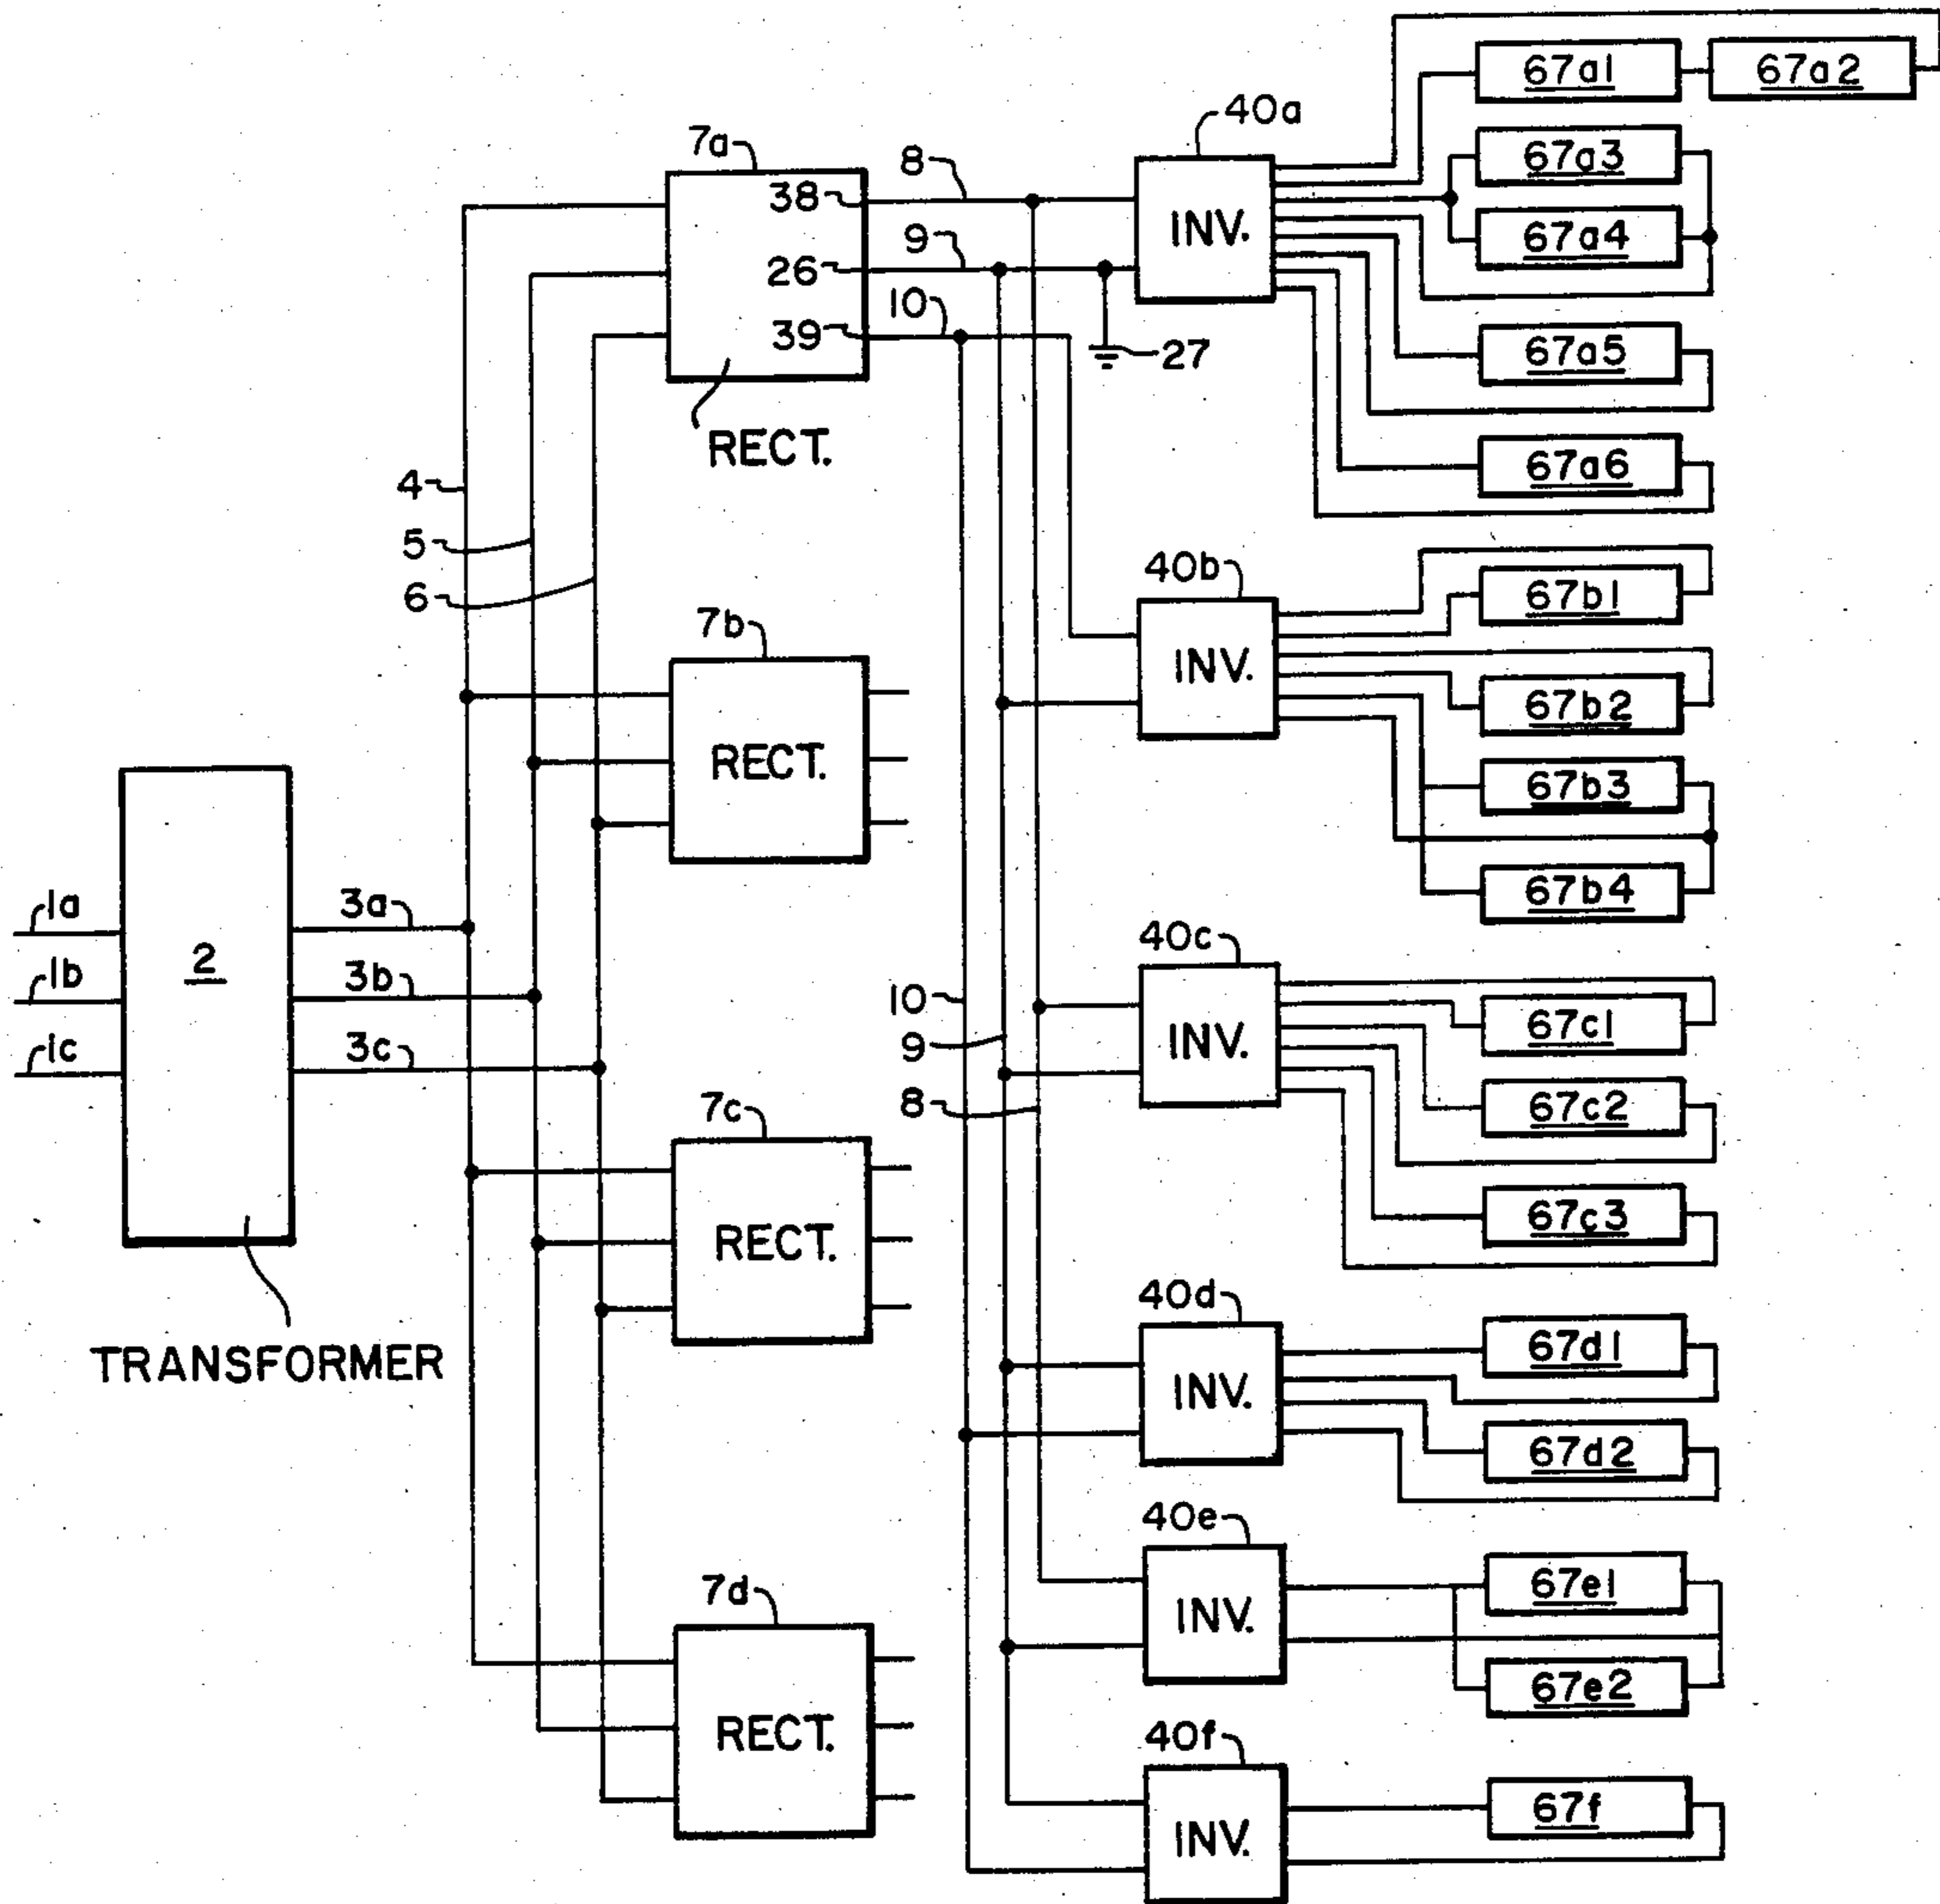 67a1
67a2
40a
67a3
7a
8
38
INV.
67a4
9
26
10
39
27
67a5
RECT.
67a6
4
5
6
40b
67b1
7b
INV.
67b2
RECT.
67b3
67b4
1a
3a
2
40c
1b
3b
10
67c1
INV.
9
1c
3c
8
67c2
7c
67c3
RECT.
40d
67d1
TRANSFORMER
INV.
67d2
40e
67e1
7d
INV.
67e2
RECT.
40f
67f
INV.